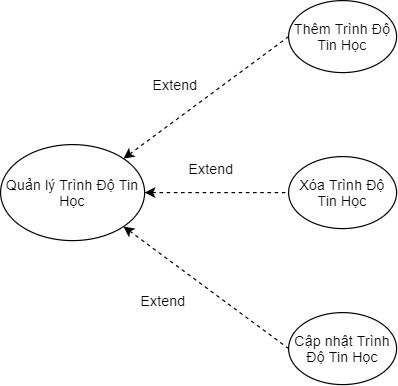 Thêm Trình Độ
Tin Học
Extend
Quản lý Trình Độ Tin
Học
Extend
Xóa Trình Độ
Tin Học
Extend
Cập nhật Trình
Độ Tin Học